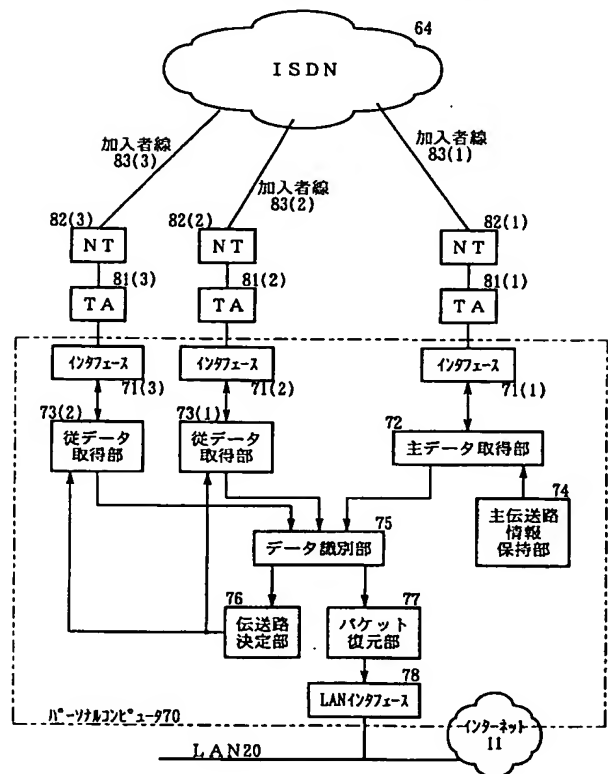 64
ISDN
加入者線
83(3)
加入者線
83(2)
加入者線
83(1)
82(3)
NT
82(2)
NT
82(1)
NT
81(3)
TA
81(2)
TA
81(1)
TA
インタフェース
71(3)
インタフェース
71(2)
インタフェース
71(1)
73(2)
従データ
取得部
73(1)
従データ
取得部
72
主データ取得部
74
主伝送路
情報
保持部
75
データ識別部
76
伝送路
決定部
77
パケット
復元部
78
LANインタフェース
パーソナルコンピュータ70
インターネット
11
LAN20